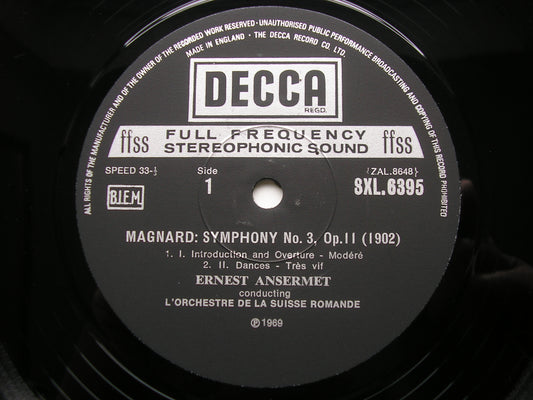 ALL RIGHTS OF THE MANUFACTURER AND OF THE OWNER OF THE RECORDED WORK RESERVED · UNAUTHORISED PUBLIC PERFORMANCE BROADCASTING AND COPYING OF THIS RECORD PROHIBITED
MADE IN ENGLAND · THE DECCA RECORD CO. LTD.
DECCA
REGD.
ffss FULL FREQUENCY STEREOPHONIC SOUND ffss
SPEED 33-⅓
Side 1
(ZAL.8648)
B.I.E.M.
SXL.6395
MAGNARD: SYMPHONY No. 3, Op.11 (1902)
1. I. Introduction and Overture - Modéré
2. II. Dances - Très vif
ERNEST ANSERMET
conducting
L'ORCHESTRE DE LA SUISSE ROMANDE
℗ 1969